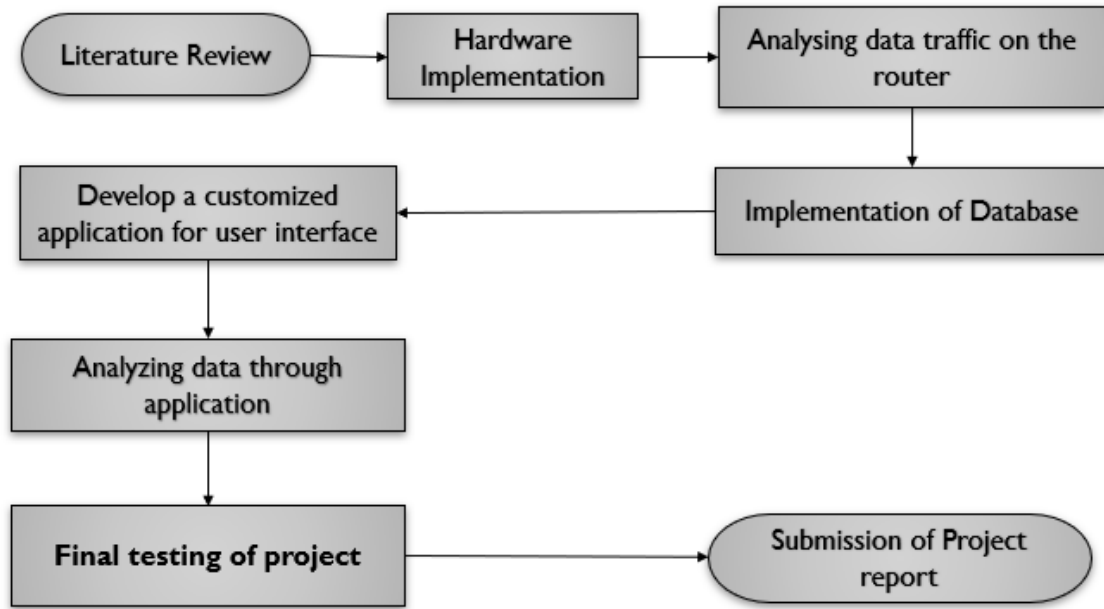 Literature Review
Hardware
Implementation
Analysing data traffic on the
router
Implementation of Database
Develop a customized
application for user interface
Analyzing data through
application
Final testing of project
Submission of Project
report